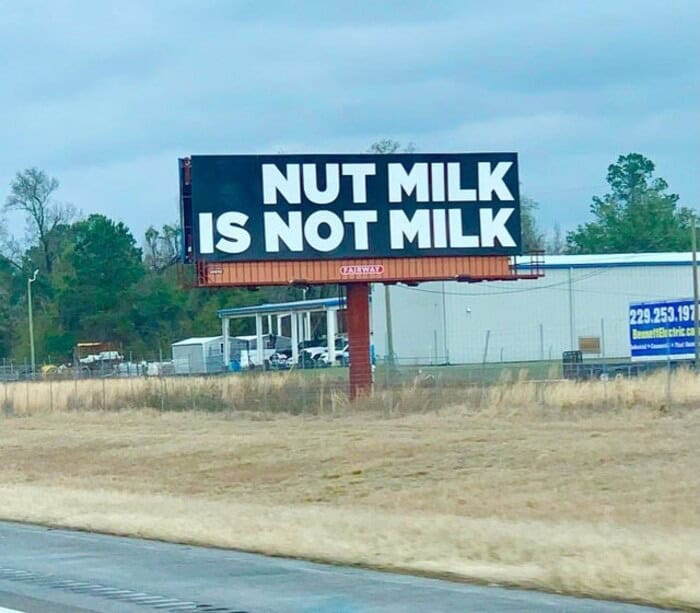 NUT MILK
IS NOT MILK
FAIRWAY
229.253.197
BennettElectric.co